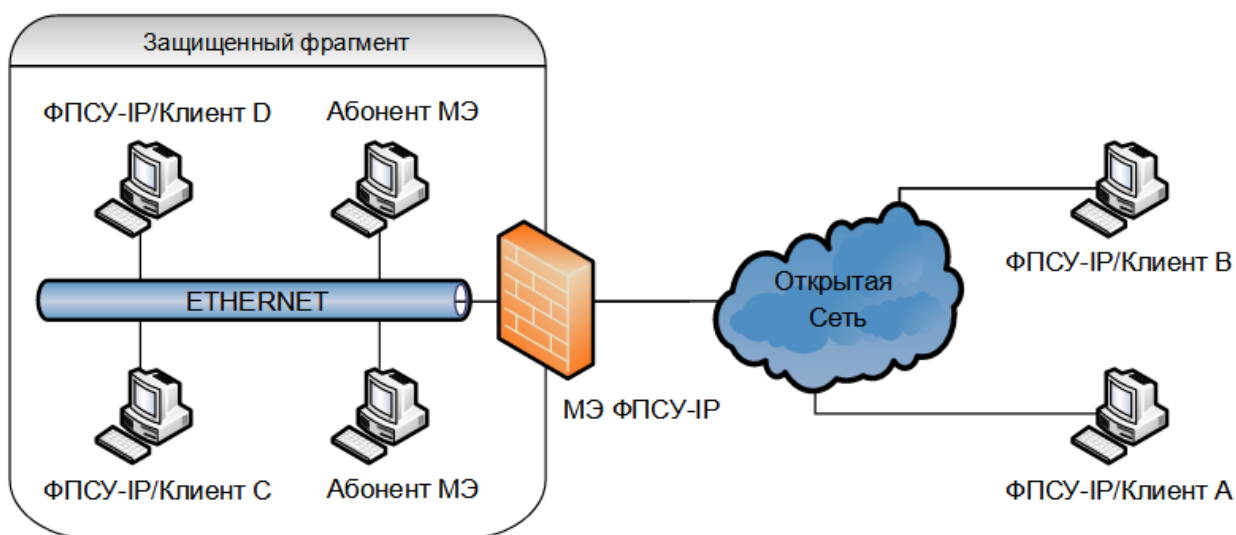 Защищенный фрагмент
ФПСУ-IP/Клиент D
Абонент МЭ
ETHERNET
ФПСУ-IP/Клиент C
Абонент МЭ
МЭ ФПСУ-IP
Открытая
Сеть
ФПСУ-IP/Клиент B
ФПСУ-IP/Клиент A